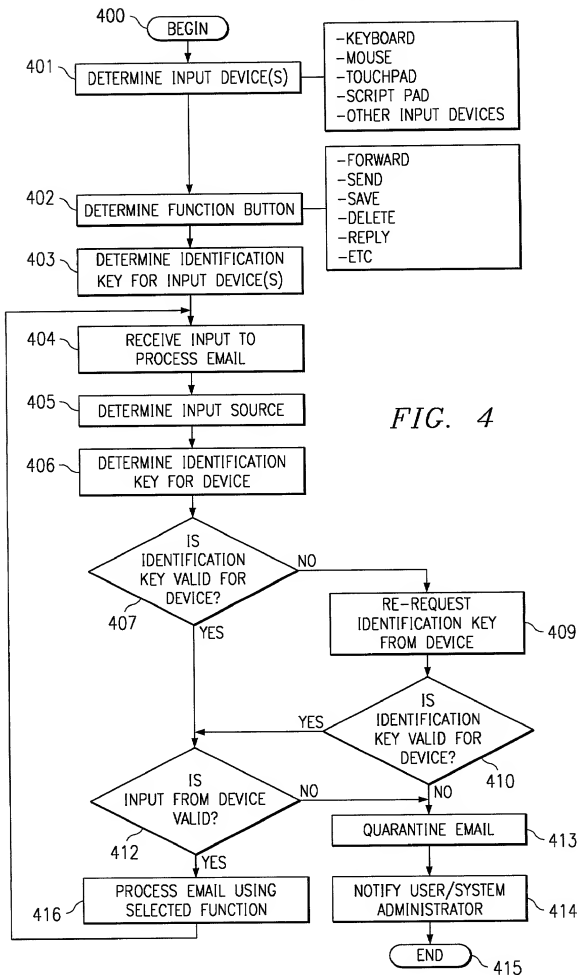 400
BEGIN
401
DETERMINE INPUT DEVICE(S)
-KEYBOARD
-MOUSE
-TOUCHPAD
-SCRIPT PAD
-OTHER INPUT DEVICES
402
DETERMINE FUNCTION BUTTON
-FORWARD
-SEND
-SAVE
-DELETE
-REPLY
-ETC
403
DETERMINE IDENTIFICATION
KEY FOR INPUT DEVICE(S)
404
RECEIVE INPUT TO
PROCESS EMAIL
405
DETERMINE INPUT SOURCE
FIG. 4
406
DETERMINE IDENTIFICATION
KEY FOR DEVICE
IS
IDENTIFICATION
KEY VALID FOR
DEVICE?
407
NO
YES
RE-REQUEST
IDENTIFICATION KEY
FROM DEVICE
409
IS
IDENTIFICATION
KEY VALID FOR
DEVICE?
410
YES
NO
IS
INPUT FROM DEVICE
VALID?
412
NO
YES
QUARANTINE EMAIL
413
PROCESS EMAIL USING
SELECTED FUNCTION
416
NOTIFY USER/SYSTEM
ADMINISTRATOR
414
END
415